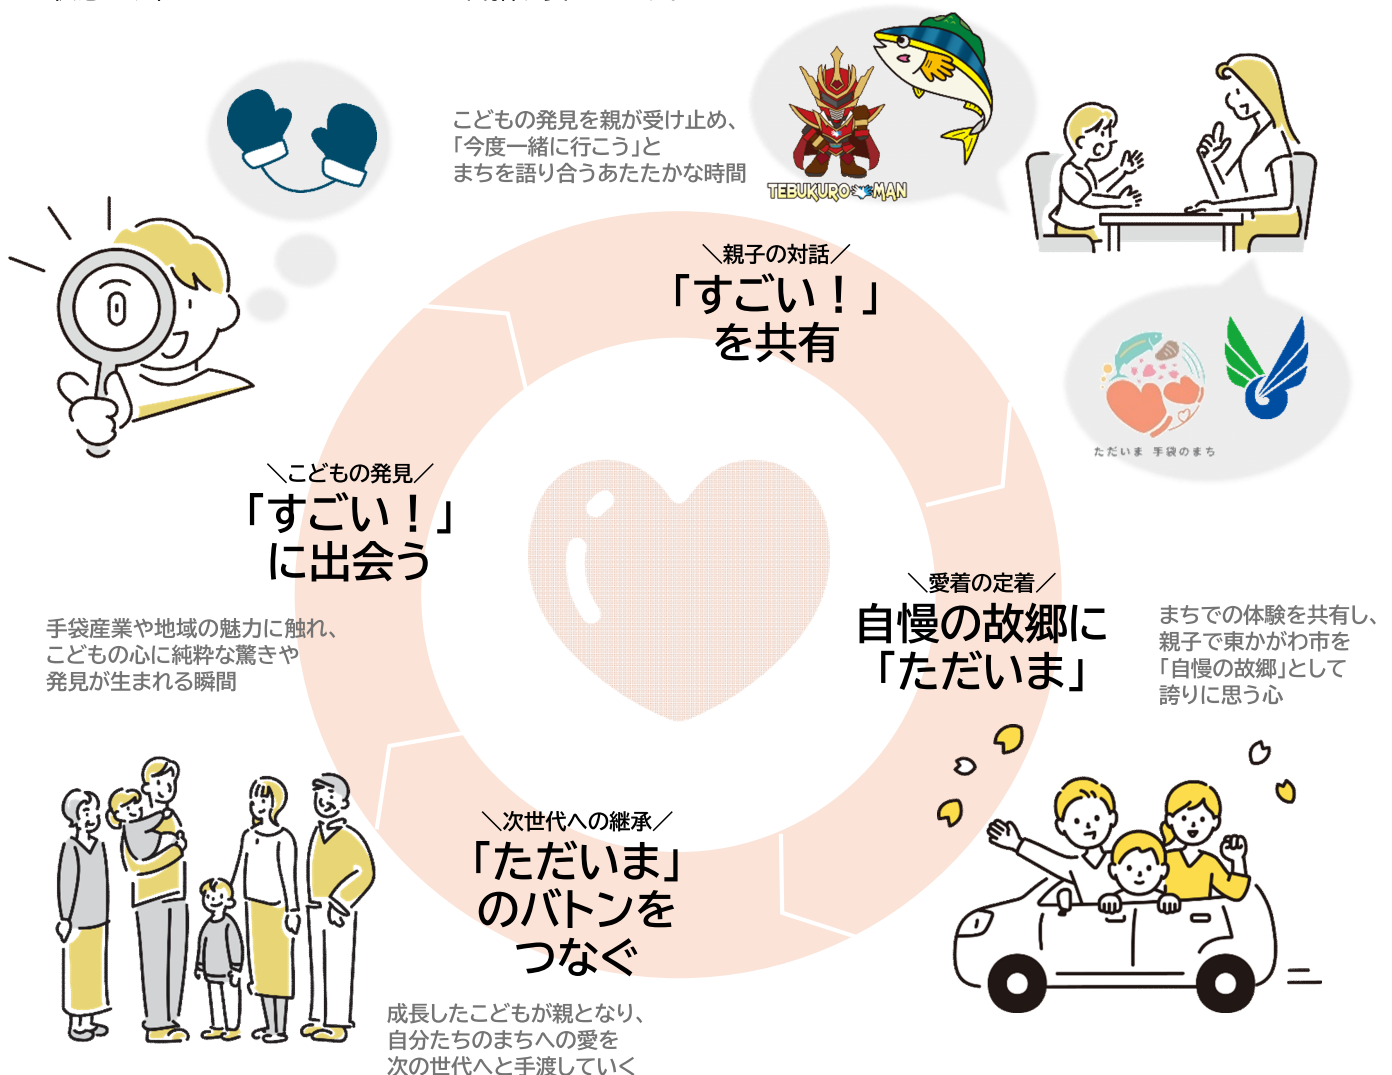 こどもの発見を親が受け止め、
「今度一緒に行こう」と
まちを語り合うあたたかな時間
TEBUKURO MAN
＼親子の対話／
「すごい！」
を共有
ただいま 手袋のまち
＼こどもの発見／
「すごい！」
に出会う
手袋産業や地域の魅力に触れ、
こどもの心に純粋な驚きや
発見が生まれる瞬間
＼愛着の定着／
自慢の故郷に
「ただいま」
まちでの体験を共有し、
親子で東かがわ市を
「自慢の故郷」として
誇りに思う心
＼次世代への継承／
「ただいま」
のバトンを
つなぐ
成長したこどもが親となり、
自分たちのまちへの愛を
次の世代へと手渡していく